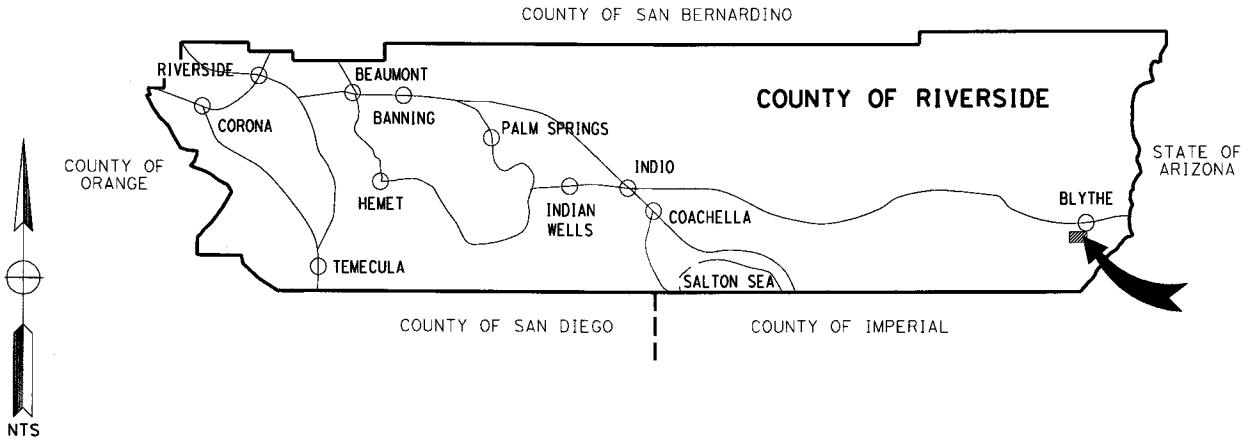 COUNTY OF SAN BERNARDINO
RIVERSIDE
BEAUMONT
COUNTY OF RIVERSIDE
CORONA
BANNING
PALM SPRINGS
COUNTY OF
ORANGE
STATE OF
ARIZONA
INDIO
HEMET
INDIAN
WELLS
COACHELLA
BLYTHE
TEMECULA
SALTON SEA
COUNTY OF SAN DIEGO
COUNTY OF IMPERIAL
NTS